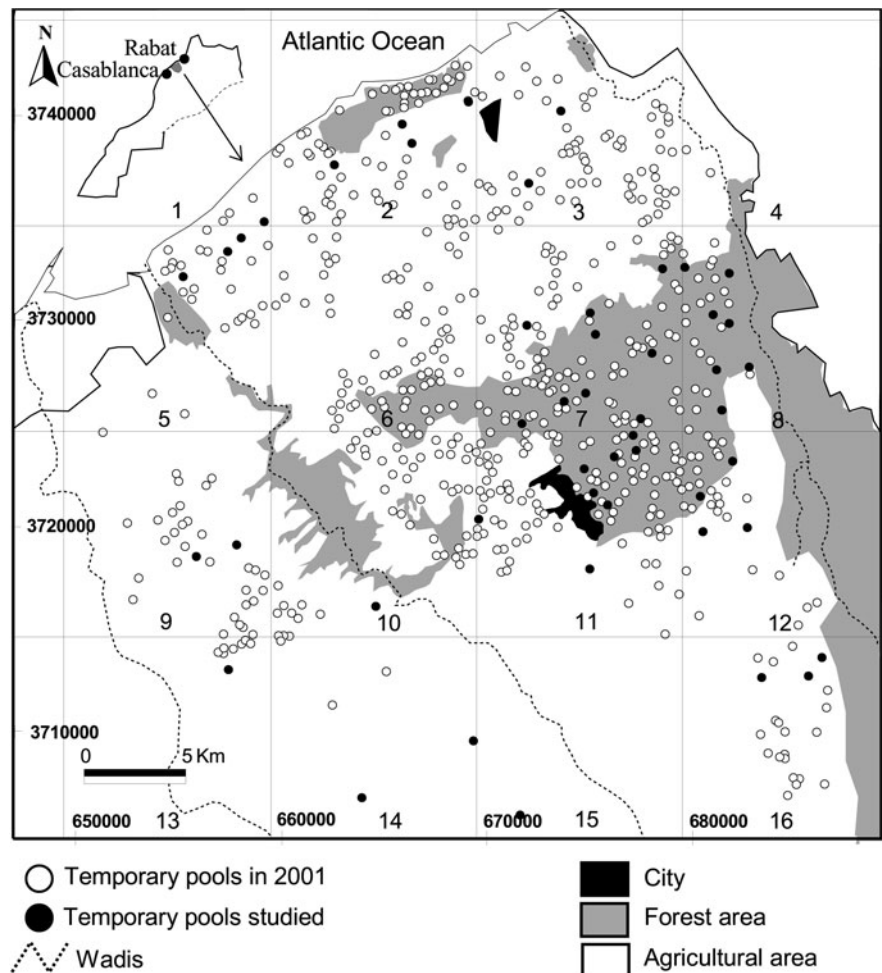 Atlantic Ocean
N
Rabat
Casablanca
3740000
1
2
3
4
3730000
5
6
7
8
3720000
9
10
11
12
3710000
0 5 Km
650000
13
660000
14
670000
15
680000
16
Temporary pools in 2001
Temporary pools studied
Wadis
City
Forest area
Agricultural area